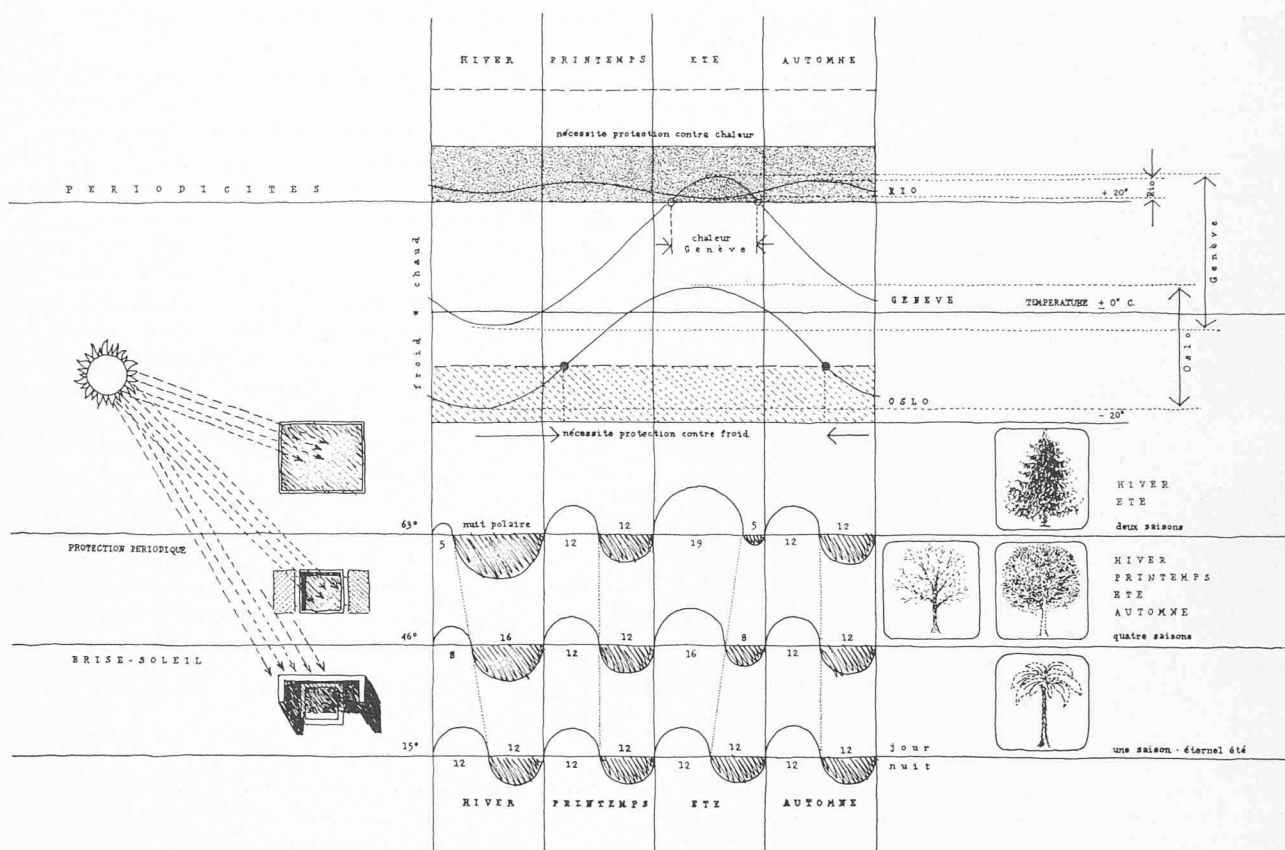 HIVER PRINTEMPS ETE AUTOMNE
nécessite protection contre chaleur
PERIODICITES
RIO
+ 20°
Rio
froid * chaud
chaleur
Genève
Genève
GENEVE
TEMPERATURE ± 0° C.
Oslo
OSLO
- 20°
nécessite protection contre froid
HIVER
ETE
deux saisons
63° nuit polaire 12 5 12
5 12 19 12
PROTECTION PERIODIQUE
HIVER
PRINTEMPS
ETE
AUTOMNE
quatre saisons
46° 16 12 8 12
8 12 16 12
BRISE-SOLEIL
15° 12 12 12 12 jour
une saison · éternel été
12 12 12 12 nuit
HIVER PRINTEMPS ETE AUTOMNE